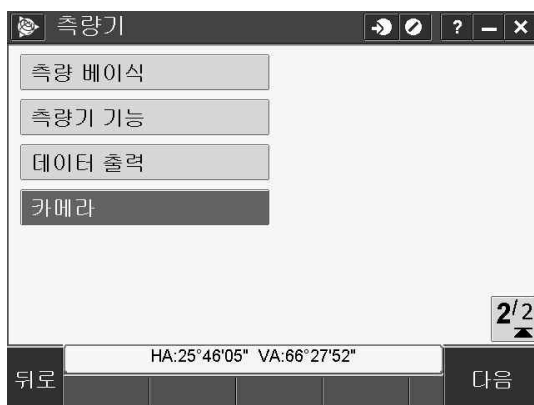 측량기
? – ×
측량 베이식
측량기 기능
데이터 출력
카메라
2/2
HA:25°46'05" VA:66°27'52"
뒤로
다음